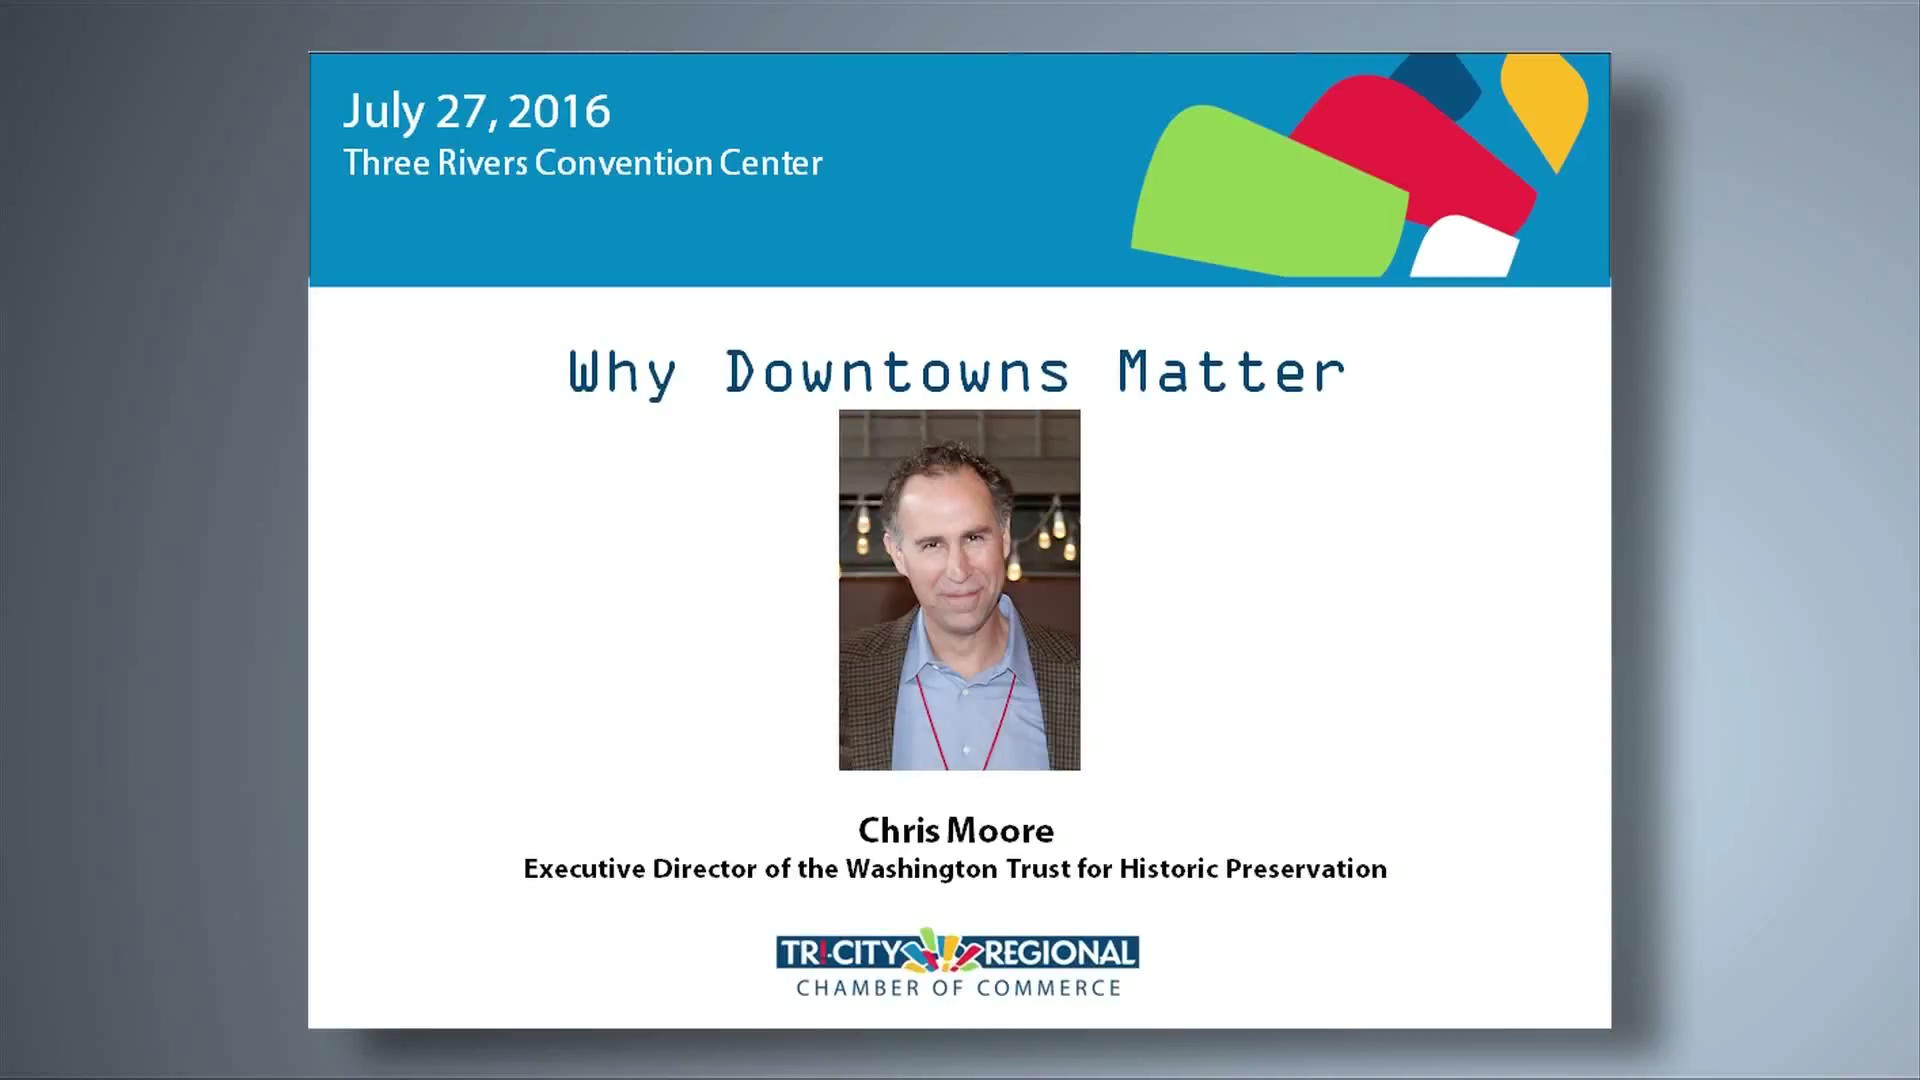 July 27, 2016
Three Rivers Convention Center
Why Downtowns Matter
Chris Moore
Executive Director of the Washington Trust for Historic Preservation
TRI-CITY REGIONAL
CHAMBER OF COMMERCE